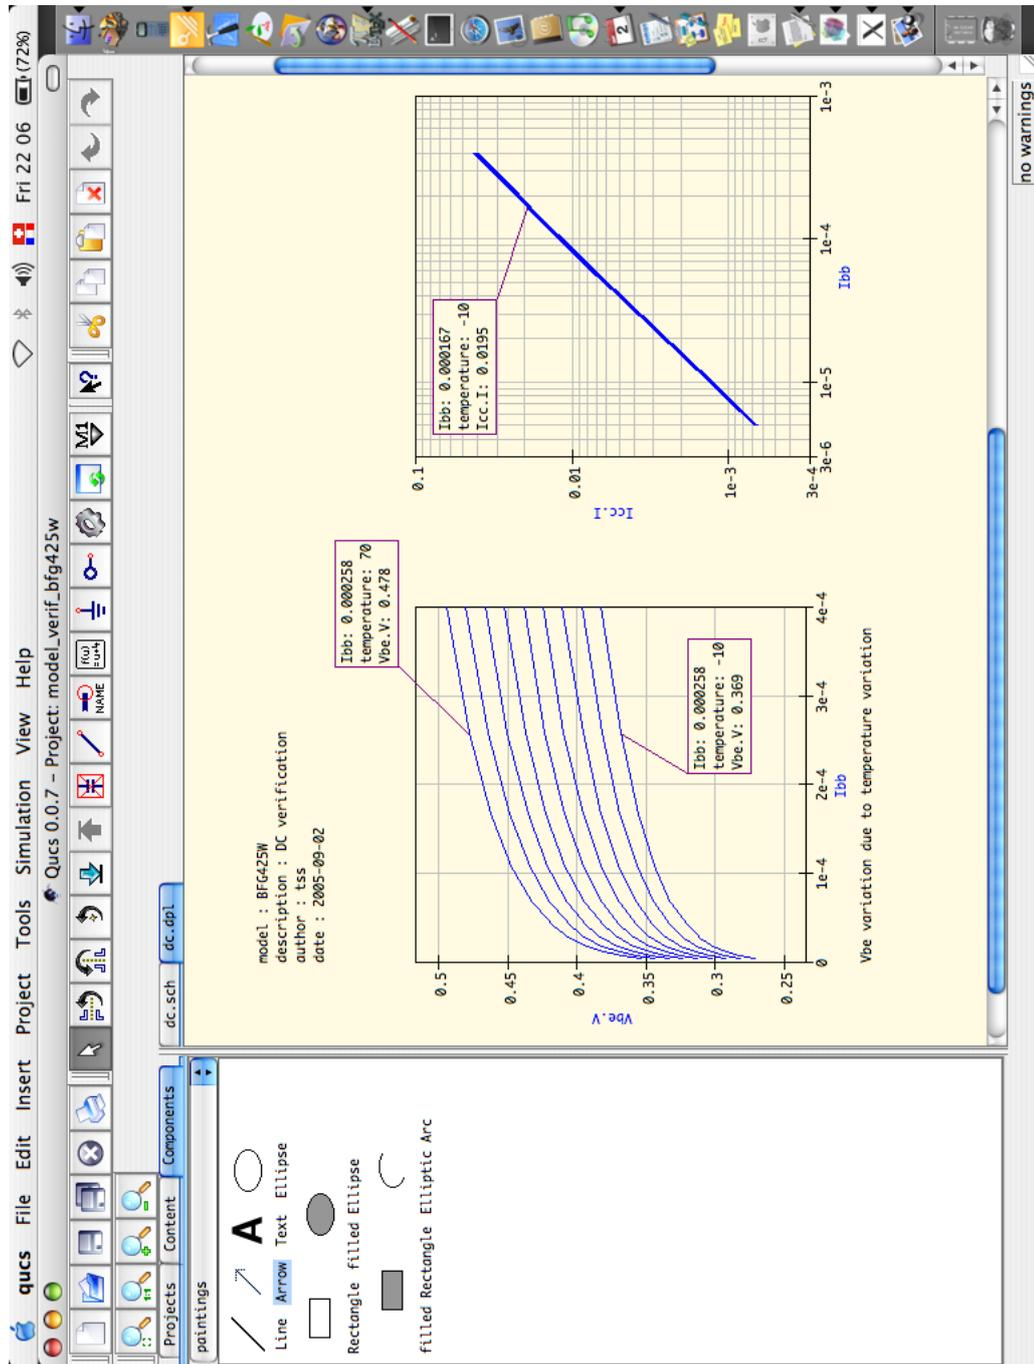 qucs File Edit Insert Project Tools Simulation View Help
(72%) Fri 22 06
Qucs 0.0.7 – Project: model_verif_bfg425w
1:1
NAME
f(ω)
=u+4
M1
?
Projects Content Components
paintings
Line Arrow Text Ellipse
Rectangle filled Ellipse
filled Rectangle Elliptic Arc
dc.sch dc.dpl
model : BFG425W
description : DC verification
author : tss
date : 2005-09-02
Ibb: 0.000258
temperature: 70
Vbe.V: 0.478
0.5
0.45
0.4
0.35
0.3
0.25
Vbe.V
0 1e-4 2e-4 3e-4 4e-4
Ibb
Ibb: 0.000258
temperature: -10
Vbe.V: 0.369
Vbe variation due to temperature variation
Ibb: 0.000167
temperature: -10
Icc.I: 0.0195
0.1
0.01
1e-3
3e-4
Icc.I
3e-6 1e-5 1e-4 1e-3
Ibb
no warnings
2
X